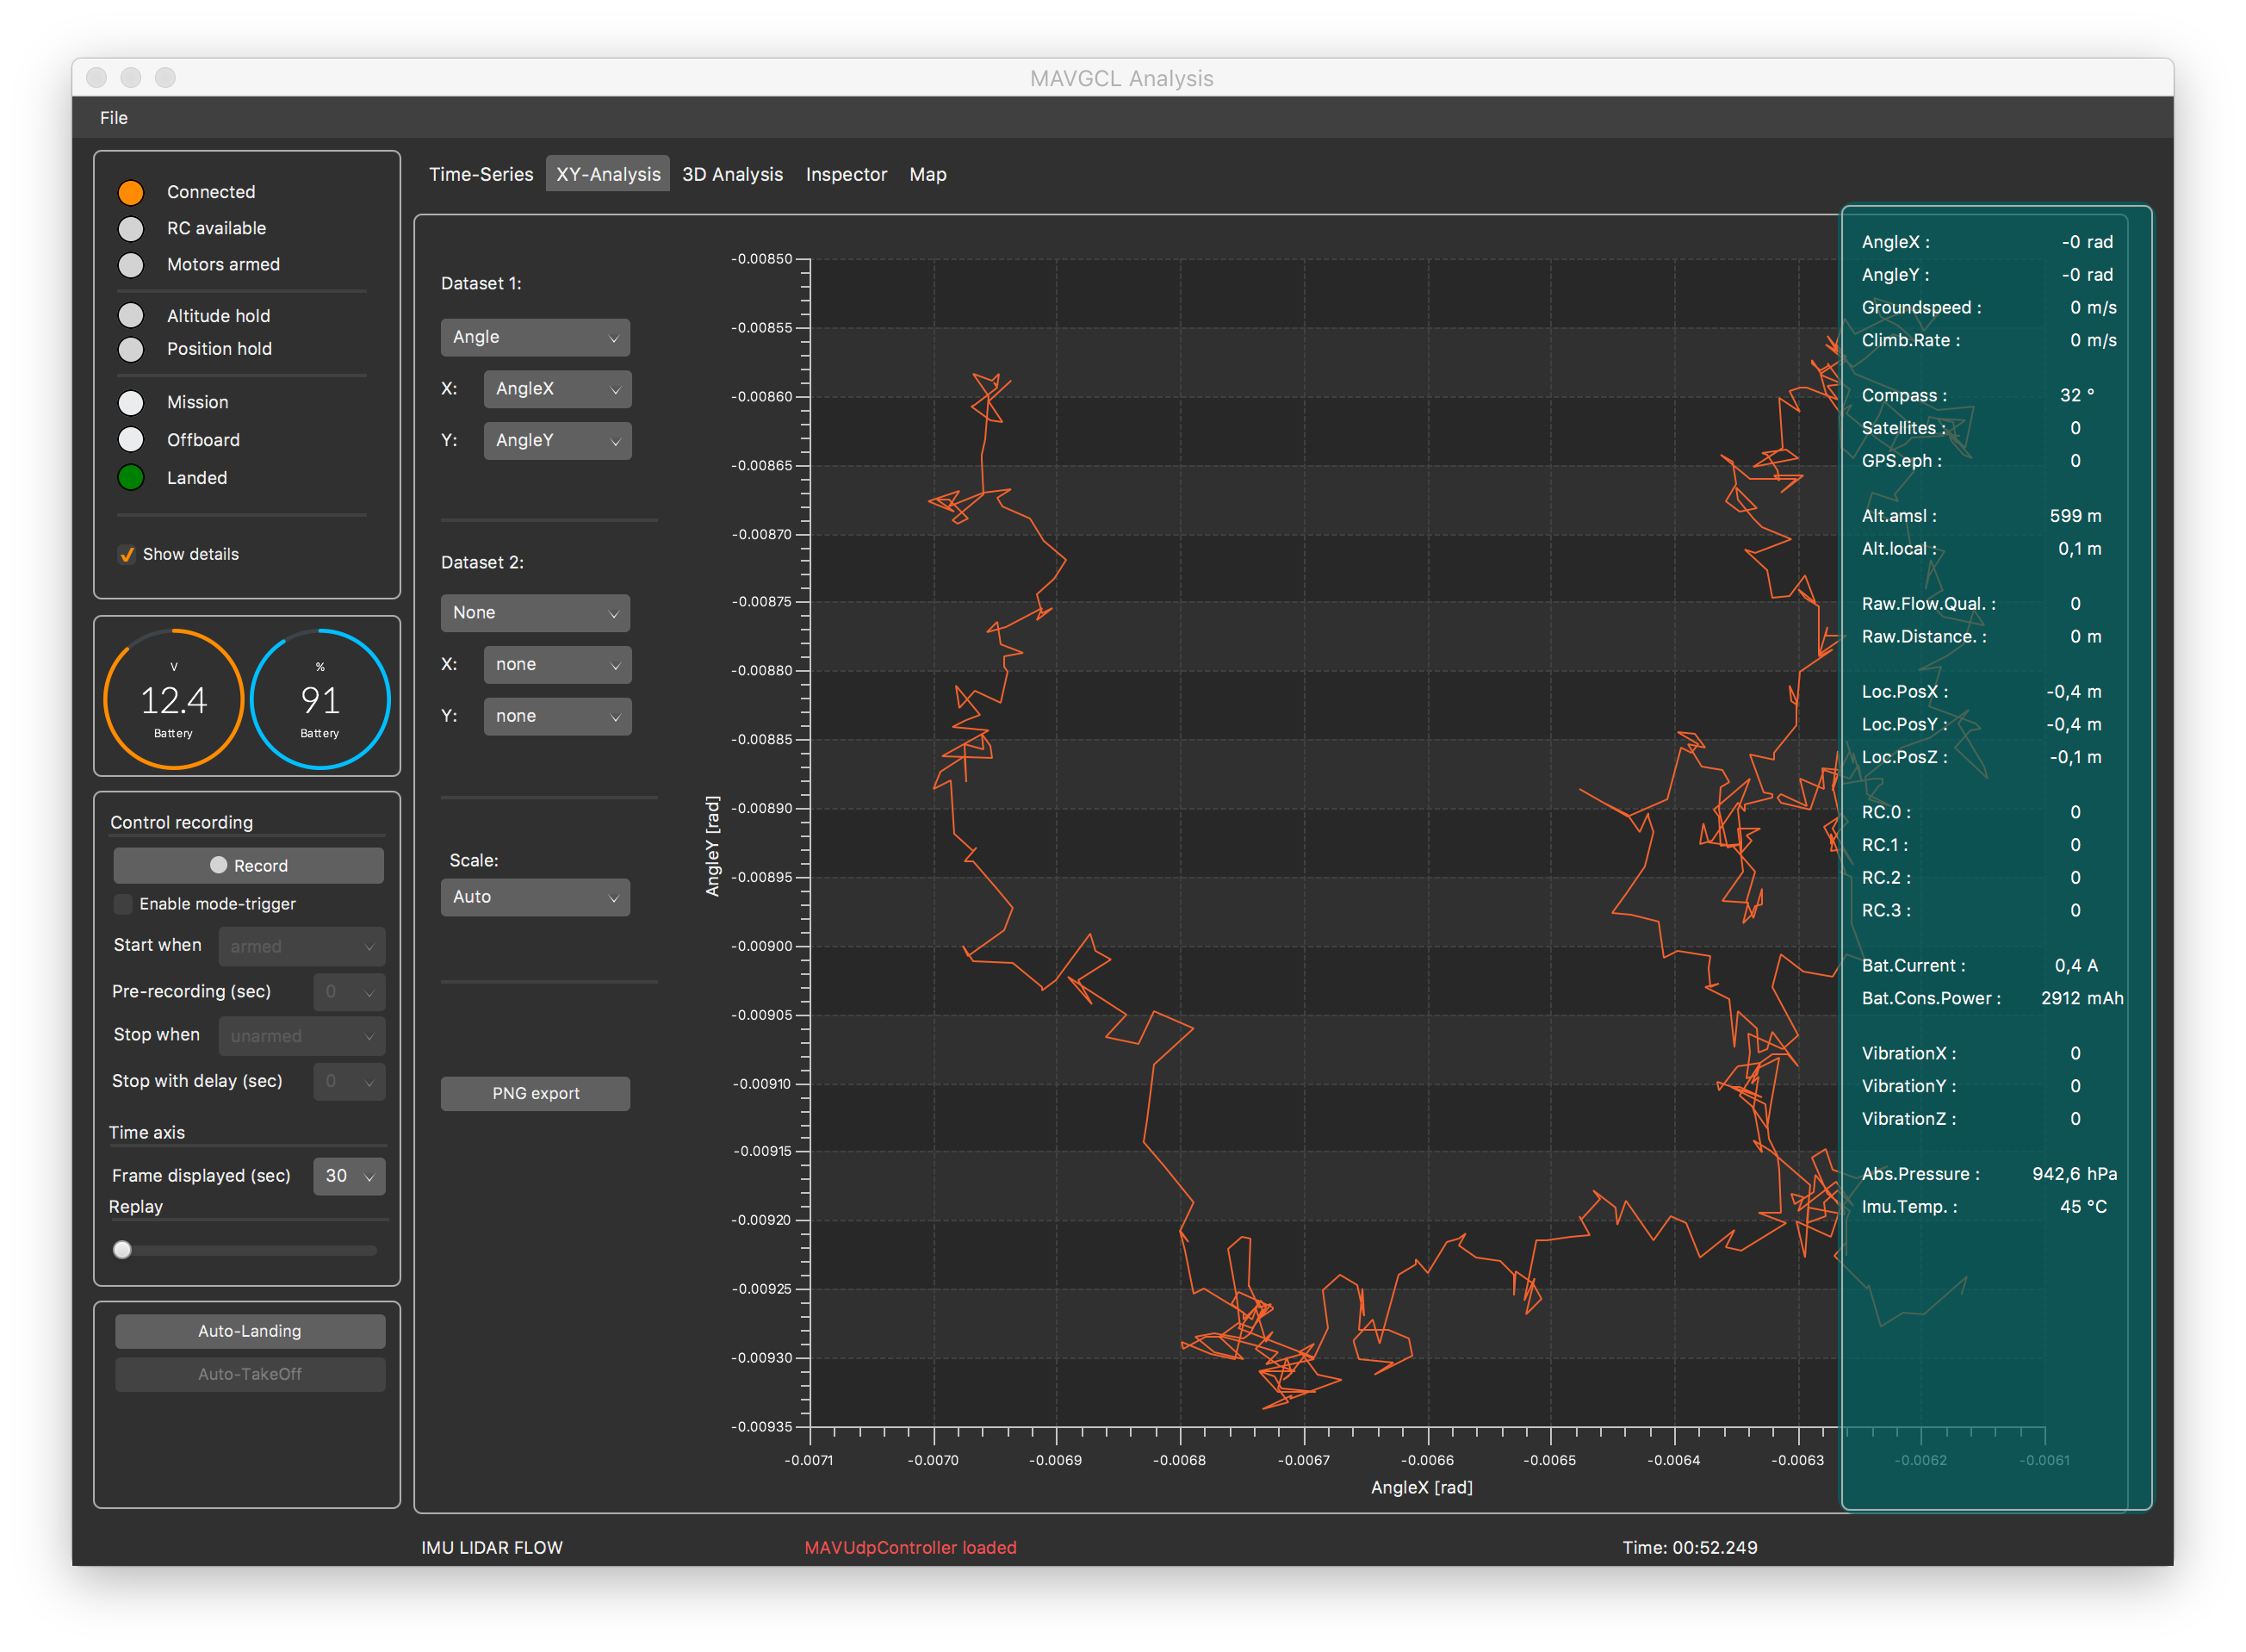 MAVGCL Analysis
File
Connected
RC available
Motors armed
Altitude hold
Position hold
Mission
Offboard
Landed
Show details
V
12.4
Battery
%
91
Battery
Control recording
Record
Enable mode-trigger
Start when armed
Pre-recording (sec) 0
Stop when unarmed
Stop with delay (sec) 0
Time axis
Frame displayed (sec) 30
Replay
Auto-Landing
Auto-TakeOff
Time-Series XY-Analysis 3D Analysis Inspector Map
Dataset 1:
Angle
X: AngleX
Y: AngleY
Dataset 2:
None
X: none
Y: none
Scale:
Auto
PNG export
AngleY [rad]
-0.00850
-0.00855
-0.00860
-0.00865
-0.00870
-0.00875
-0.00880
-0.00885
-0.00890
-0.00895
-0.00900
-0.00905
-0.00910
-0.00915
-0.00920
-0.00925
-0.00930
-0.00935
-0.0071 -0.0070 -0.0069 -0.0068 -0.0067 -0.0066 -0.0065 -0.0064 -0.0063 -0.0062 -0.0061
AngleX [rad]
AngleX : -0 rad
AngleY : -0 rad
Groundspeed : 0 m/s
Climb.Rate : 0 m/s
Compass : 32 °
Satellites : 0
GPS.eph : 0
Alt.amsl : 599 m
Alt.local : 0,1 m
Raw.Flow.Qual. : 0
Raw.Distance. : 0 m
Loc.PosX : -0,4 m
Loc.PosY : -0,4 m
Loc.PosZ : -0,1 m
RC.0 : 0
RC.1 : 0
RC.2 : 0
RC.3 : 0
Bat.Current : 0,4 A
Bat.Cons.Power : 2912 mAh
VibrationX : 0
VibrationY : 0
VibrationZ : 0
Abs.Pressure : 942,6 hPa
Imu.Temp. : 45 °C
IMU LIDAR FLOW
MAVUdpController loaded
Time: 00:52.249